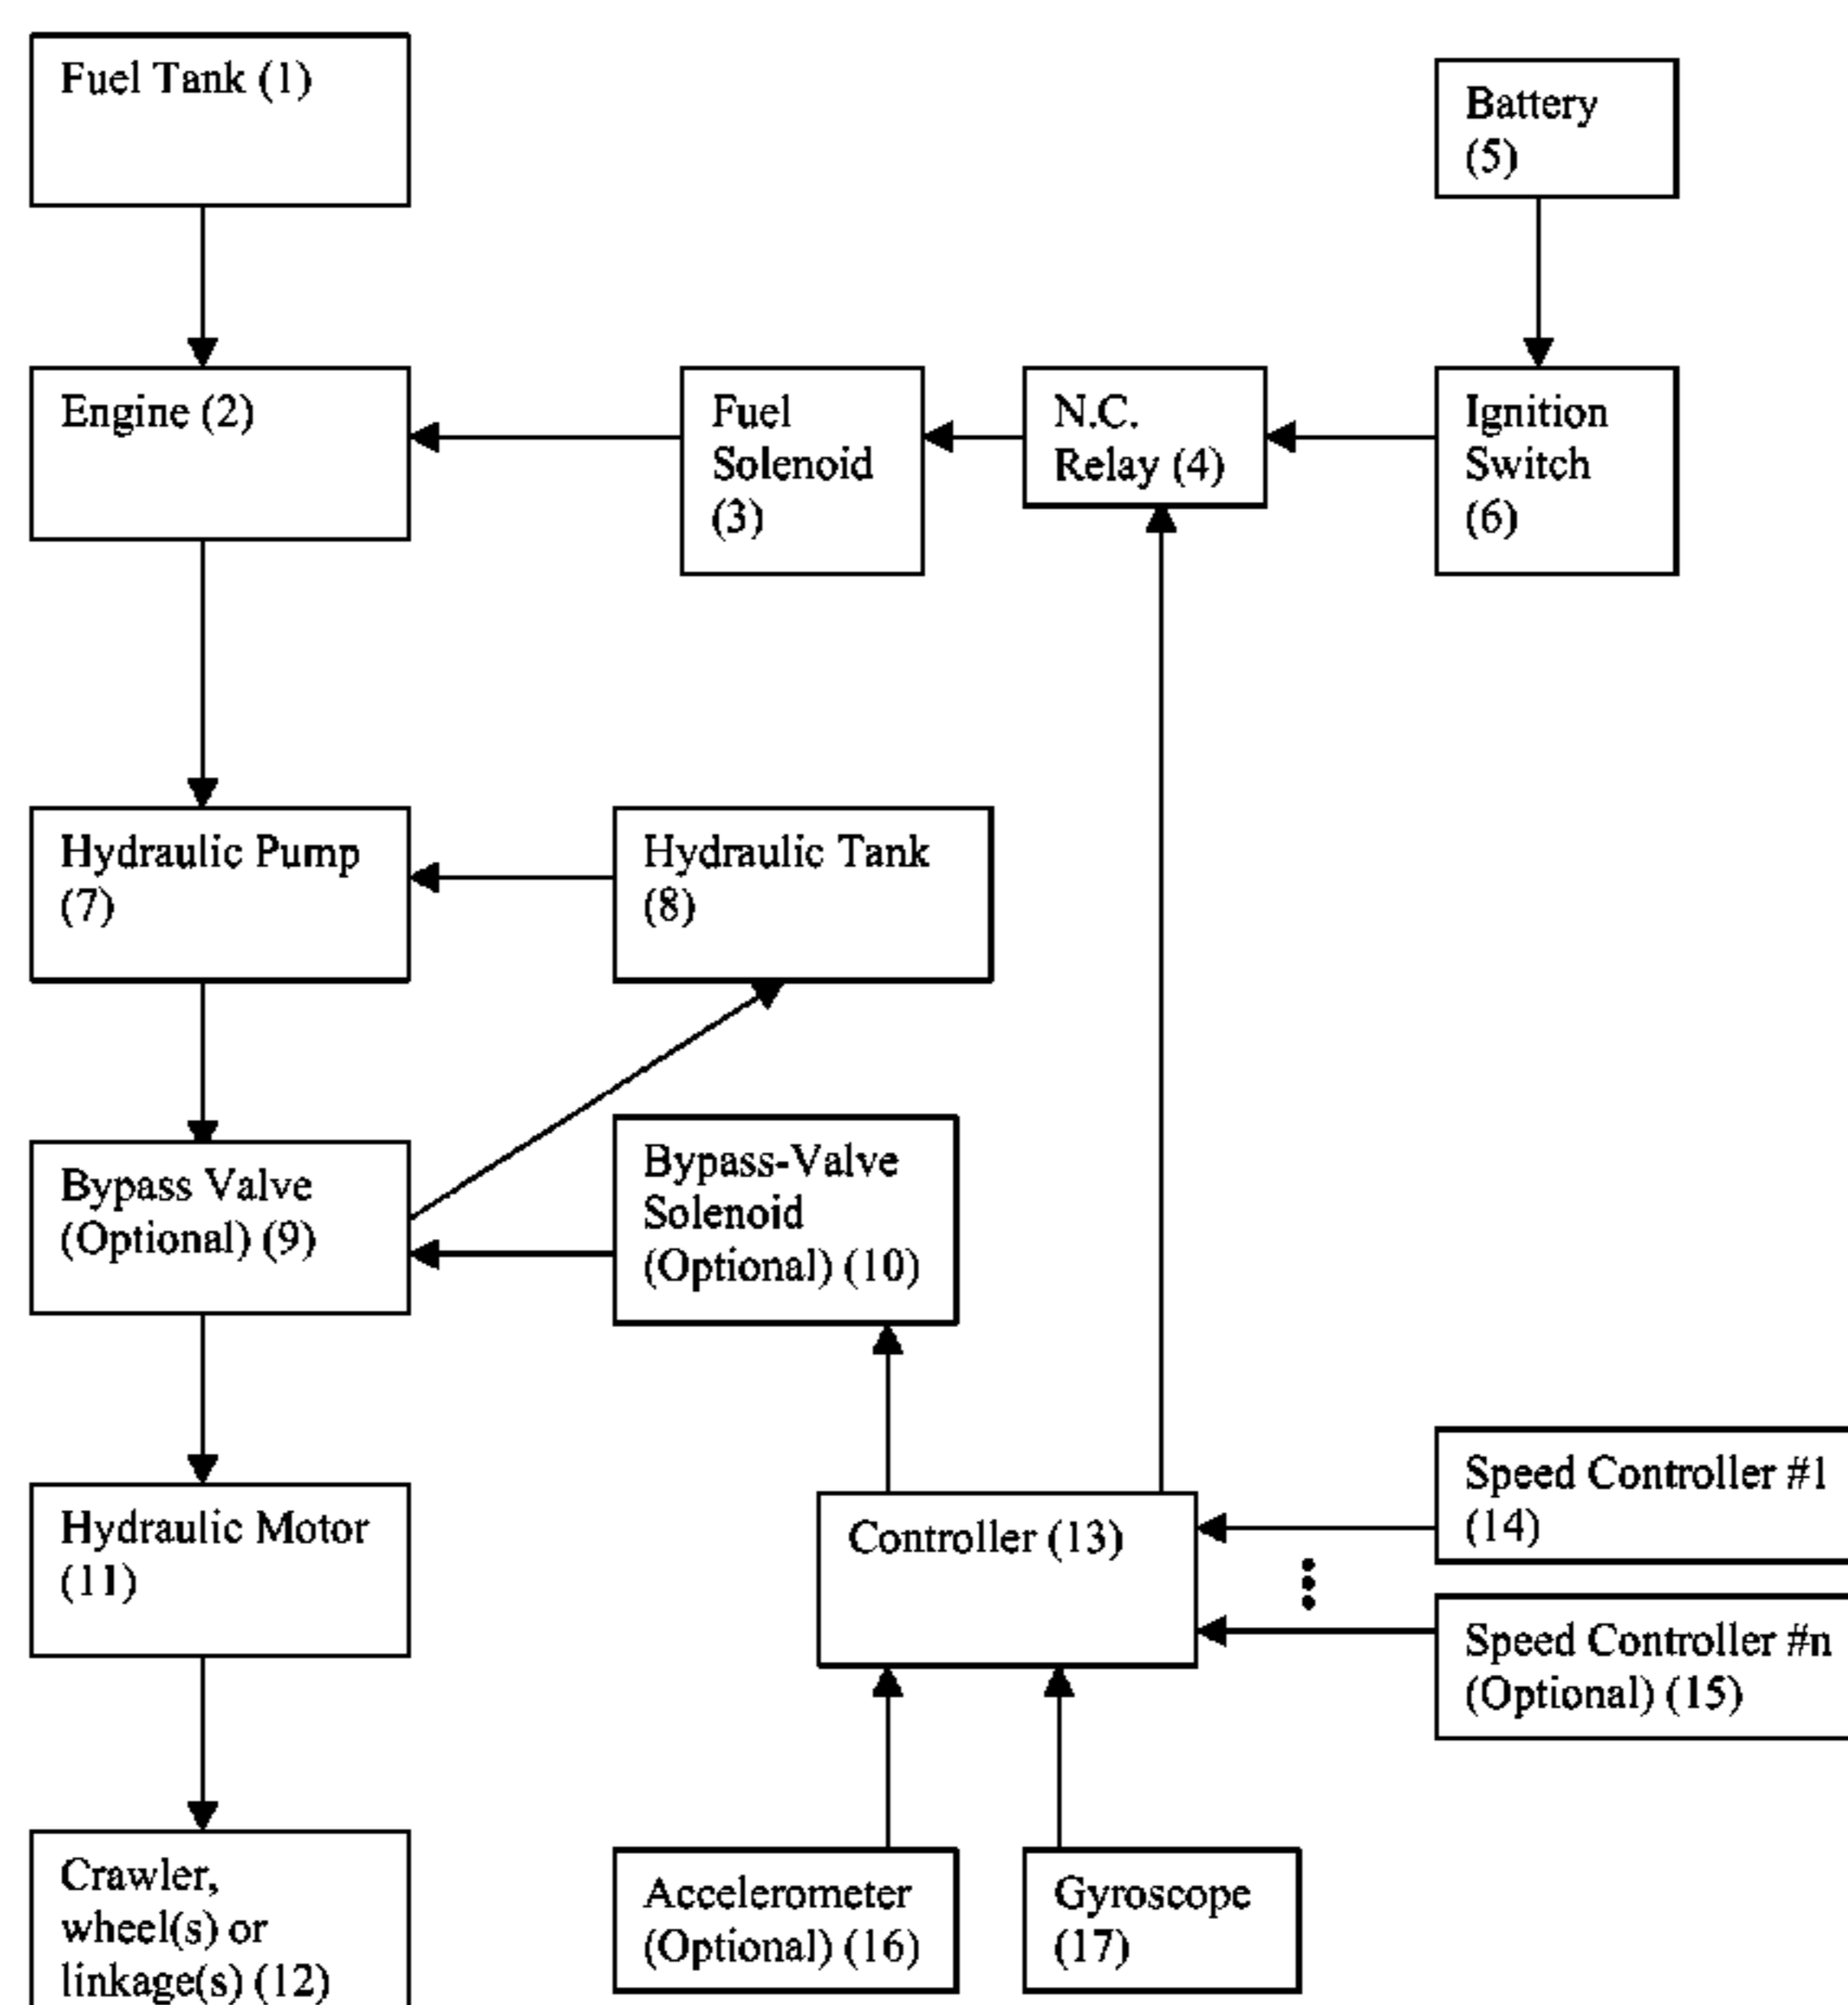 Fuel Tank (1)
Battery
(5)
Engine (2)
Fuel
Solenoid
(3)
N.C.
Relay (4)
Ignition
Switch
(6)
Hydraulic Pump
(7)
Hydraulic Tank
(8)
Bypass Valve
(Optional) (9)
Bypass-Valve
Solenoid
(Optional) (10)
Hydraulic Motor
(11)
Controller (13)
Speed Controller #1
(14)
Speed Controller #n
(Optional) (15)
Crawler,
wheel(s) or
linkage(s) (12)
Accelerometer
(Optional) (16)
Gyroscope
(17)